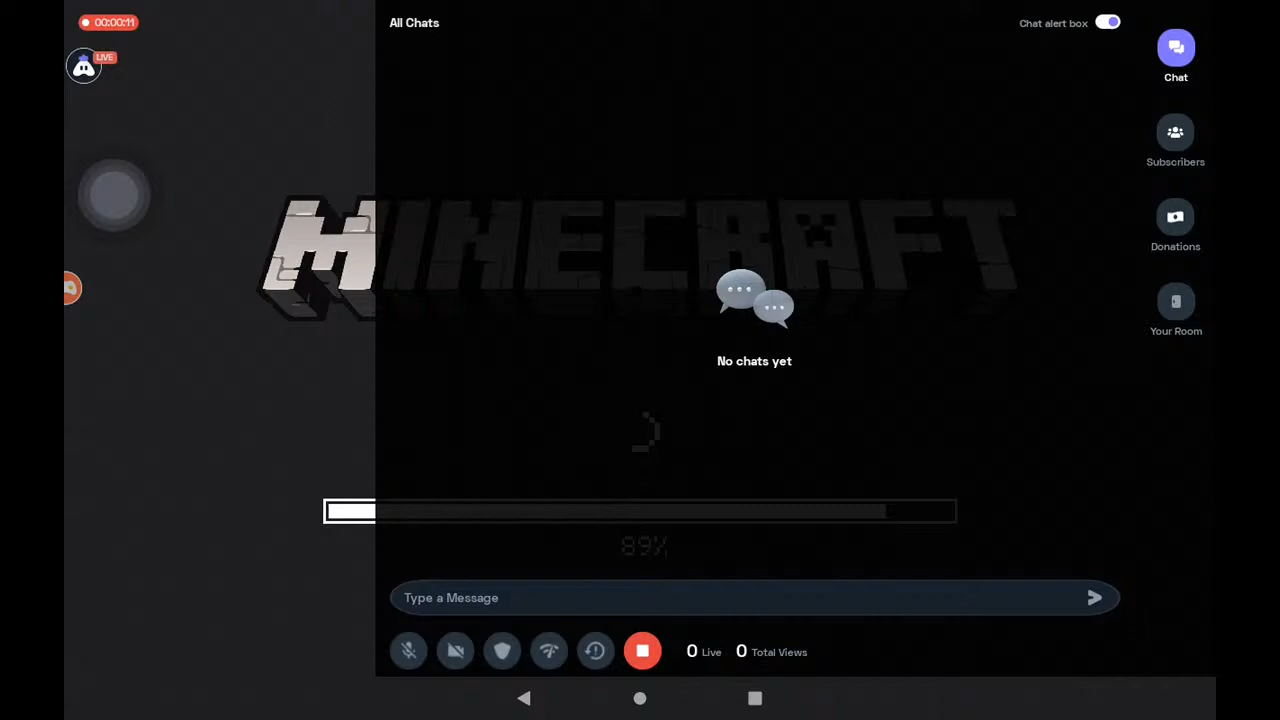 00:00:11
All Chats
Chat alert box
LIVE
Chat
Subscribers
MINECRAFT
Donations
Your Room
No chats yet
89%
Type a Message
0 Live 0 Total Views